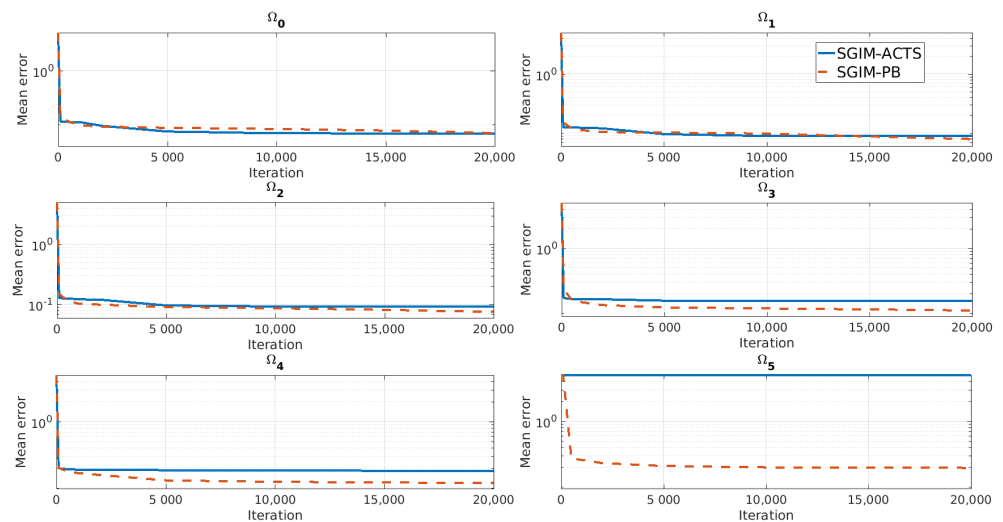 Ω0
Mean error
10^0
0 5 000 10,000 15,000 20,000
Iteration
Ω1
SGIM-ACTS
SGIM-PB
Mean error
10^0
0 5 000 10,000 15,000 20,000
Iteration
Ω2
Mean error
10^0
10^-1
0 5 000 10,000 15,000 20,000
Iteration
Ω3
Mean error
10^0
0 5 000 10,000 15,000 20,000
Iteration
Ω4
Mean error
10^0
0 5 000 10,000 15,000 20,000
Iteration
Ω5
Mean error
10^0
0 5 000 10,000 15,000 20,000
Iteration